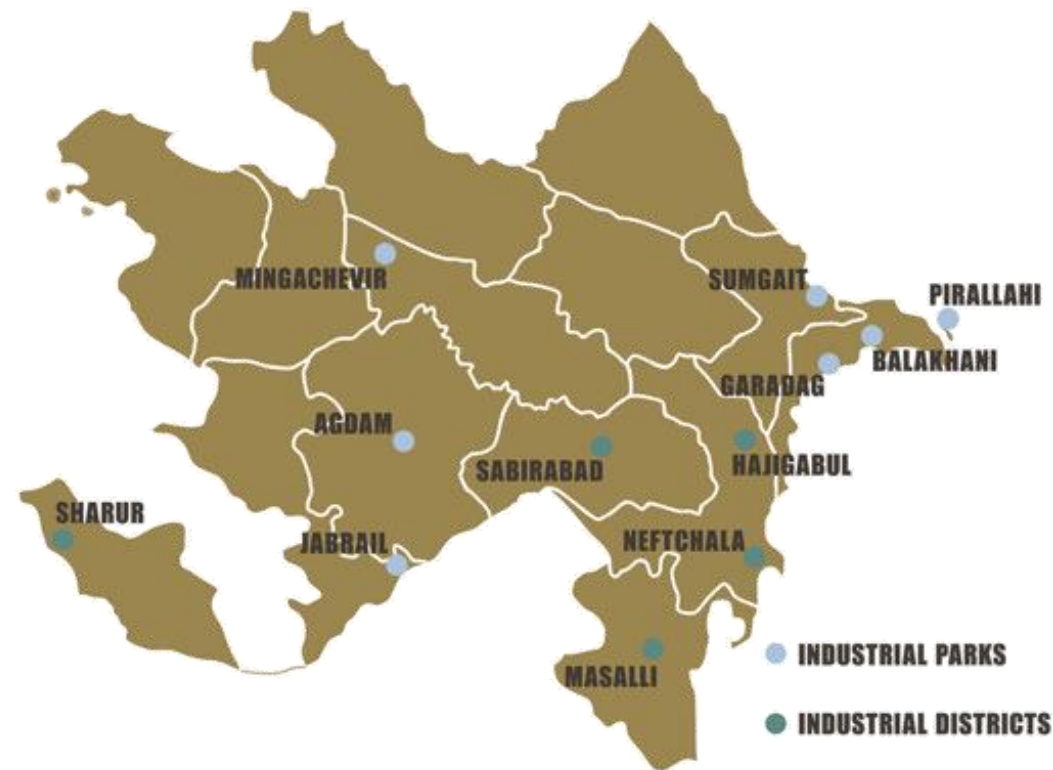 MINGACHEVIR
SUMGAIT
PIRALLAHI
BALAKHANI
GARADAG
AGDAM
SABIRABAD
HAJIGABUL
SHARUR
JABRAIL
NEFTCHALA
MASALLI
INDUSTRIAL PARKS
INDUSTRIAL DISTRICTS